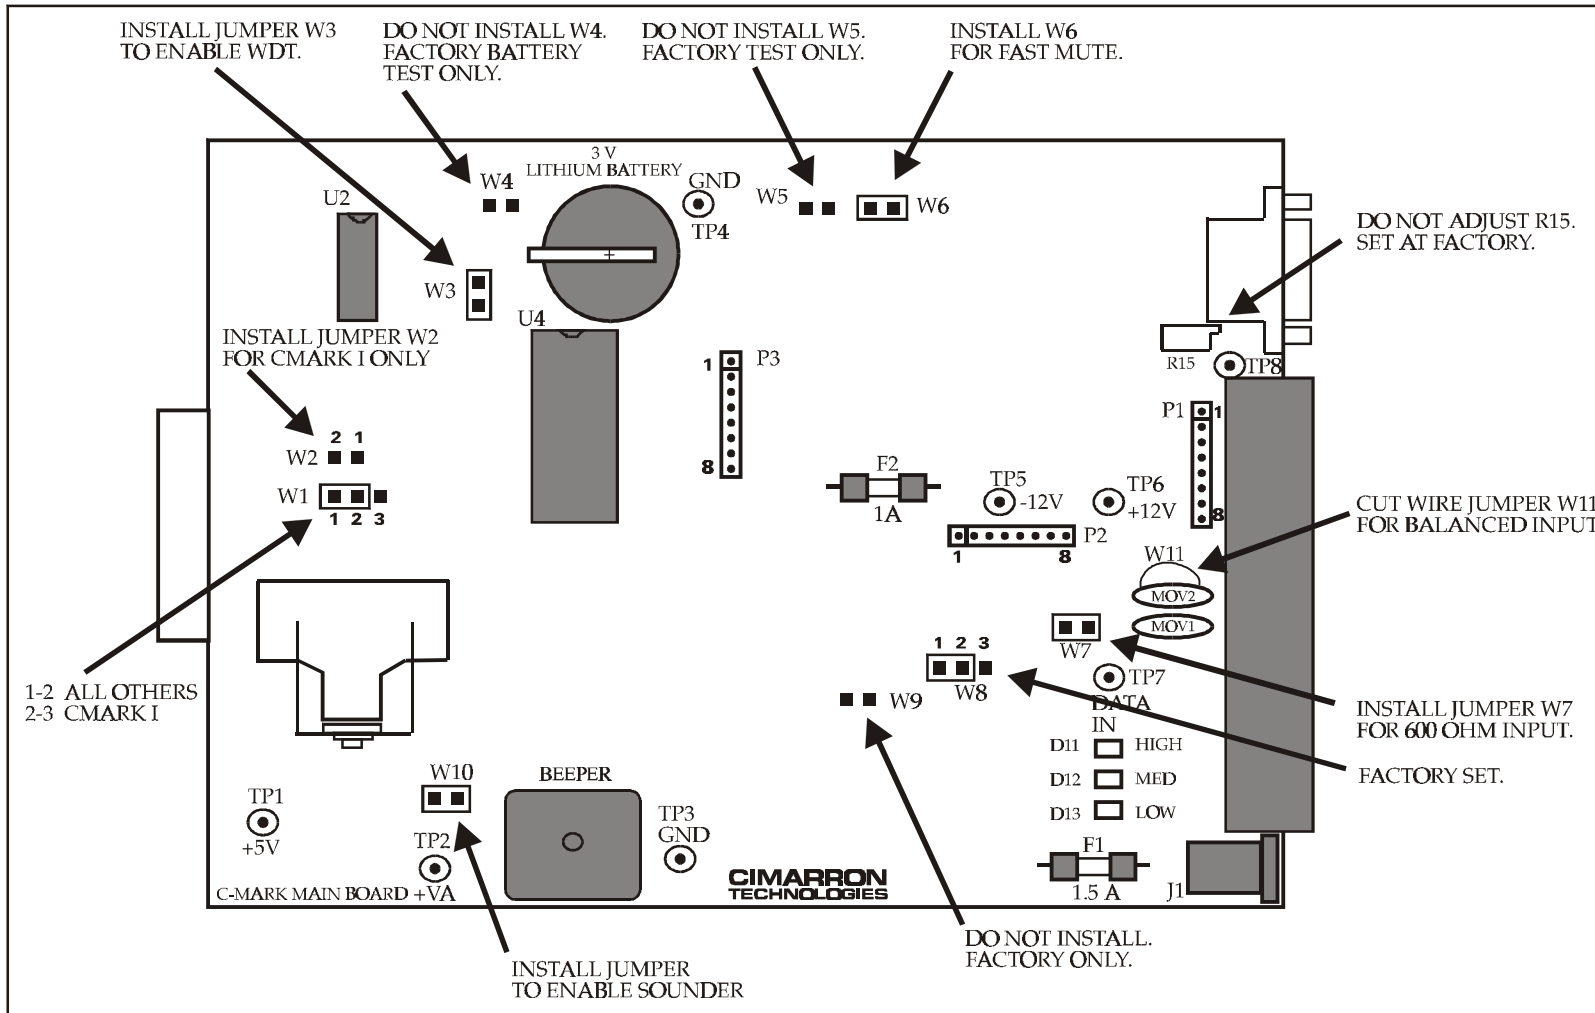 INSTALL JUMPER W3
TO ENABLE WDT.
DO NOT INSTALL W4.
FACTORY BATTERY
TEST ONLY.
DO NOT INSTALL W5.
FACTORY TEST ONLY.
INSTALL W6
FOR FAST MUTE.
3 V
LITHIUM BATTERY
W4
U2
GND
TP4
W5
W6
DO NOT ADJUST R15.
SET AT FACTORY.
W3
U4
INSTALL JUMPER W2
FOR CMARK I ONLY
1
P3
8
R15
TP8
P1
1
8
2 1
W2
W1
1 2 3
F2
1A
TP5
-12V
TP6
+12V
P2
1
8
CUT WIRE JUMPER W11
FOR BALANCED INPUT
W11
MOV2
MOV1
W7
1 2 3
W8
W9
TP7
DATA
IN
D11
HIGH
D12
MED
D13
LOW
1-2 ALL OTHERS
2-3 CMARK I
INSTALL JUMPER W7
FOR 600 OHM INPUT.
FACTORY SET.
W10
BEEPER
TP1
+5V
TP2
+VA
TP3
GND
C-MARK MAIN BOARD
CIMARRON
TECHNOLOGIES
F1
1.5 A
J1
DO NOT INSTALL.
FACTORY ONLY.
INSTALL JUMPER
TO ENABLE SOUNDER